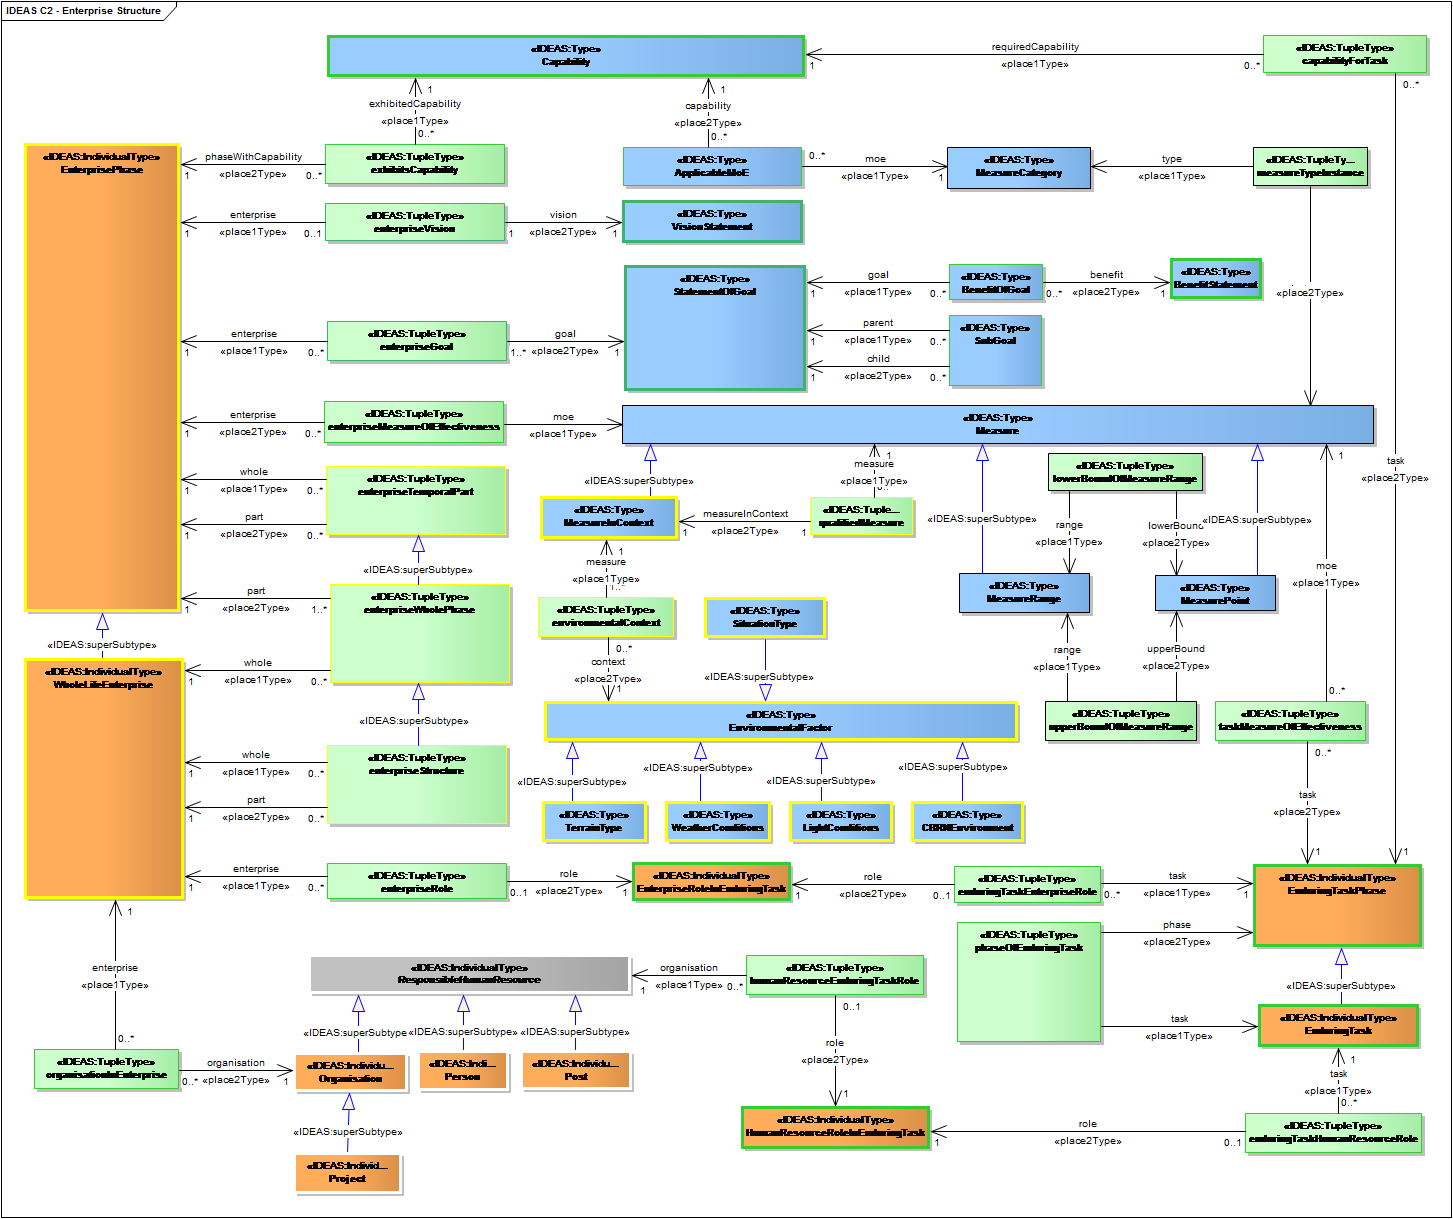 IDEAS C2 - Enterprise Structure
«IDEAS:Type»
Capability
requiredCapability
«place1Type»
1
0..*
«IDEAS:TupleType»
capabilityForTask
0..*
1
exhibitedCapability
«place1Type»
0..*
1
capability
«place2Type»
0..*
«IDEAS:IndividualType»
EnterprisePhase
phaseWithCapability
«place2Type»
1
0..*
«IDEAS:TupleType»
exhibitsCapability
«IDEAS:Type»
ApplicableMoE
0..*
moe
«place1Type»
1
«IDEAS:Type»
MeasureCategory
type
«place1Type»
«IDEAS:TupleTy...
measureTypeInstance
enterprise
«place1Type»
1
0..1
«IDEAS:TupleType»
enterpriseVision
vision
«place2Type»
1
1
«IDEAS:Type»
VisionStatement
«IDEAS:Type»
StatementOfGoal
goal
«place1Type»
1
0..*
«IDEAS:Type»
BenefitOfGoal
benefit
«place2Type»
0..*
1
«IDEAS:Type»
BenefitStatement
«place2Type»
enterprise
«place1Type»
1
0..*
«IDEAS:TupleType»
enterpriseGoal
goal
1..*
«place2Type»
1
parent
«place1Type»
1
0..*
child
«place2Type»
1
0..*
«IDEAS:Type»
SubGoal
enterprise
«place2Type»
1
0..*
«IDEAS:TupleType»
enterpriseMeasureOfEffectiveness
moe
«place1Type»
«IDEAS:Type»
Measure
whole
«place1Type»
1
0..*
part
«place2Type»
1
0..*
«IDEAS:TupleType»
enterpriseTemporalPart
«IDEAS:superSubtype»
measure
«place1Type»
0..*
«IDEAS:TupleType»
lowerBoundOfMeasureRange
1
task
«place2Type»
«IDEAS:Type»
MeasureInContext
measureInContext
«place2Type»
1
1
«IDEAS:Tuple...
qualifiedMeasure
«IDEAS:superSubtype»
range
«place1Type»
lowerBound
«place2Type»
«IDEAS:superSubtype»
«IDEAS:superSubtype»
1
measure
«place1Type»
1..*
moe
«place1Type»
part
«place2Type»
1
1..*
«IDEAS:TupleType»
enterpriseWholePhase
«IDEAS:TupleType»
environmentalContext
«IDEAS:Type»
SituationType
«IDEAS:Type»
MeasureRange
«IDEAS:Type»
MeasurePoint
«IDEAS:superSubtype»
«IDEAS:IndividualType»
WholeLifeEnterprise
whole
«place1Type»
1
0..*
0..*
context
«place2Type»
1
«IDEAS:superSubtype»
range
«place1Type»
upperBound
«place2Type»
0..*
«IDEAS:superSubtype»
«IDEAS:Type»
EnvironmentalFactor
«IDEAS:TupleType»
upperBoundOfMeasureRange
«IDEAS:TupleType»
taskMeasureOfEffectiveness
0..*
whole
«place1Type»
1
0..*
part
«place2Type»
1
0..*
«IDEAS:TupleType»
enterpriseStructure
«IDEAS:superSubtype»
«IDEAS:superSubtype»
«IDEAS:superSubtype»
«IDEAS:superSubtype»
«IDEAS:Type»
TerrainType
«IDEAS:Type»
WeatherConditions
«IDEAS:Type»
LightConditions
«IDEAS:Type»
CBRNEnvironment
task
«place2Type»
1
1
enterprise
«place1Type»
1
0..*
«IDEAS:TupleType»
enterpriseRole
role
0..1
«place2Type»
1
«IDEAS:IndividualType»
EnterpriseRoleInEnduringTask
role
«place2Type»
1
0..1
«IDEAS:TupleType»
enduringTaskEnterpriseRole
task
0..*
«place1Type»
1
«IDEAS:IndividualType»
EnduringTaskPhase
1
enterprise
«place1Type»
0..*
«IDEAS:TupleType»
phaseOfEnduringTask
phase
«place2Type»
task
«place1Type»
«IDEAS:superSubtype»
«IDEAS:IndividualType»
ResponsibleHumanResource
organisation
«place1Type»
1
0..*
«IDEAS:TupleType»
humanResourceEnduringTaskRole
0..1
«IDEAS:IndividualType»
EnduringTask
«IDEAS:superSubtype»
«IDEAS:superSubtype»
«IDEAS:superSubtype»
role
«place2Type»
1
«IDEAS:TupleType»
organisationInEnterprise
organisation
0..*
«place2Type»
1
«IDEAS:Individu...
Organisation
«IDEAS:Indi...
Person
«IDEAS:Individu...
Post
1
task
«place1Type»
0..*
«IDEAS:superSubtype»
«IDEAS:IndividualType»
HumanResourceRoleInEnduringTask
role
«place2Type»
1
0..1
«IDEAS:TupleType»
enduringTaskHumanResourceRole
«IDEAS:Individ...
Project